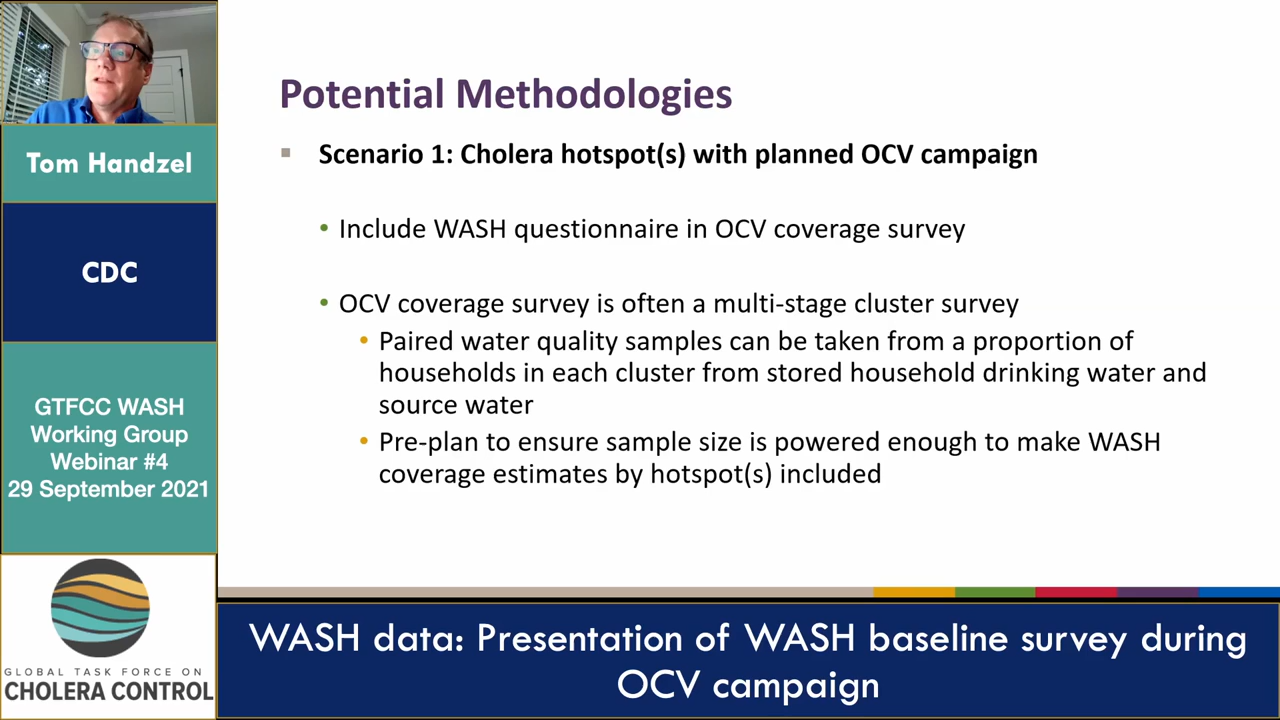 Tom Handzel
CDC
GTFCC WASH
Working Group
Webinar #4
29 September 2021
GLOBAL TASK FORCE ON
CHOLERA CONTROL
Potential Methodologies
Scenario 1: Cholera hotspot(s) with planned OCV campaign
Include WASH questionnaire in OCV coverage survey
OCV coverage survey is often a multi-stage cluster survey
Paired water quality samples can be taken from a proportion of
households in each cluster from stored household drinking water and
source water
Pre-plan to ensure sample size is powered enough to make WASH
coverage estimates by hotspot(s) included
WASH data: Presentation of WASH baseline survey during
OCV campaign